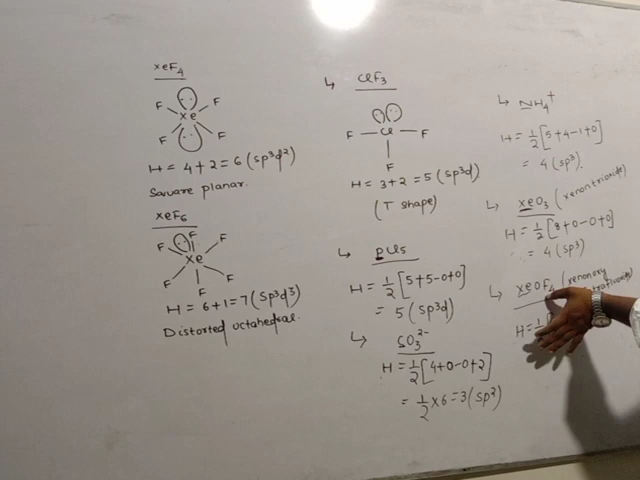 XeF₄
F F
Xe
F F
H = 4 + 2 = 6 (sp³d²)
Square planar.
XeF₆
F F
F Xe F
F F
H = 6 + 1 = 7 (sp³d³)
Distorted octahedral.
↳ ClF₃
F — Cl — F
F
H = 3 + 2 = 5 (sp³d)
(T shape)
↳ PCl₅
H = ½ [5 + 5 - 0 + 0]
= 5 (sp³d)
↳ SO₃²⁻
H = ½ [4 + 0 - 0 + 2]
= ½ × 6 = 3 (sp²)
↳ NH₄⁺
H = ½ [5 + 4 - 1 + 0]
= 4 (sp³).
↳ XeO₃ (xenontrioxide)
H = ½ [8 + 0 - 0 + 0]
= 4 (sp³)
↳ XeOF₄ (xenonoxy
H = ½ [